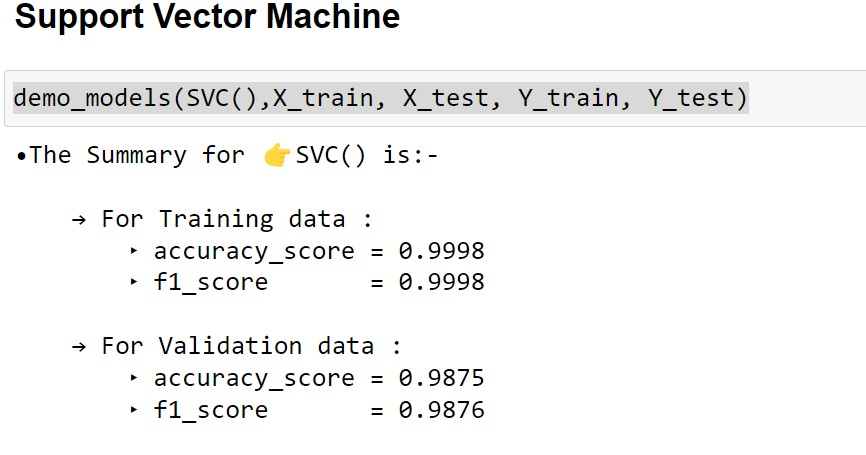 Support Vector Machine
demo_models(SVC(),X_train, X_test, Y_train, Y_test)
•The Summary for 👉SVC() is:-
→ For Training data :
‣ accuracy_score = 0.9998
‣ f1_score = 0.9998
→ For Validation data :
‣ accuracy_score = 0.9875
‣ f1_score = 0.9876